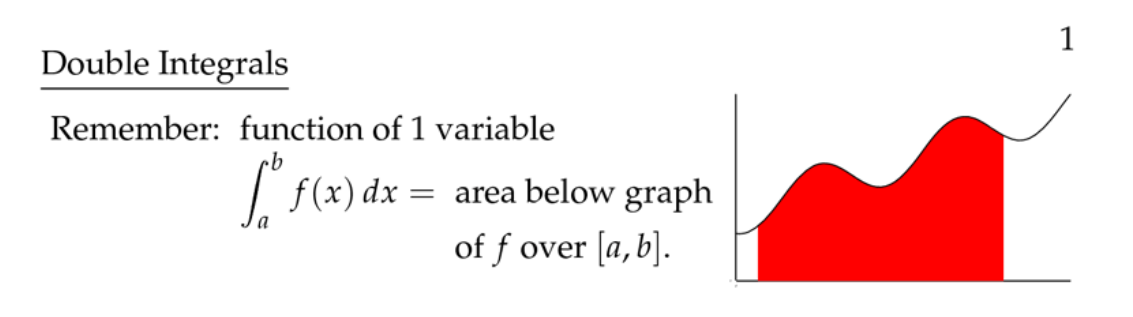 1
Double Integrals
Remember: function of 1 variable
∫_a^b f(x) dx = area below graph
of f over [a, b].